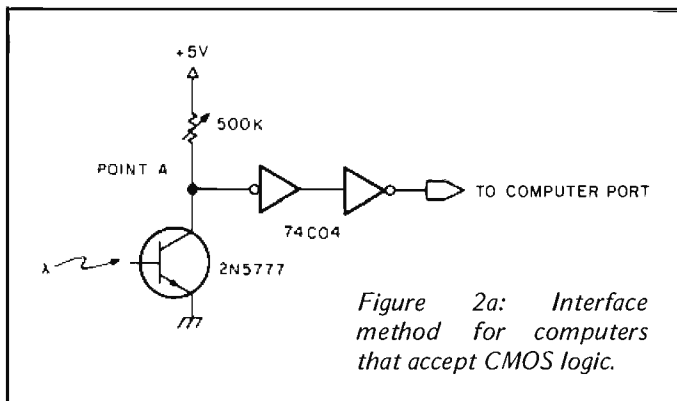 +5V
500K
POINT A
TO COMPUTER PORT
74C04
λ
2N5777
Figure 2a: Interface
method for computers
that accept CMOS logic.